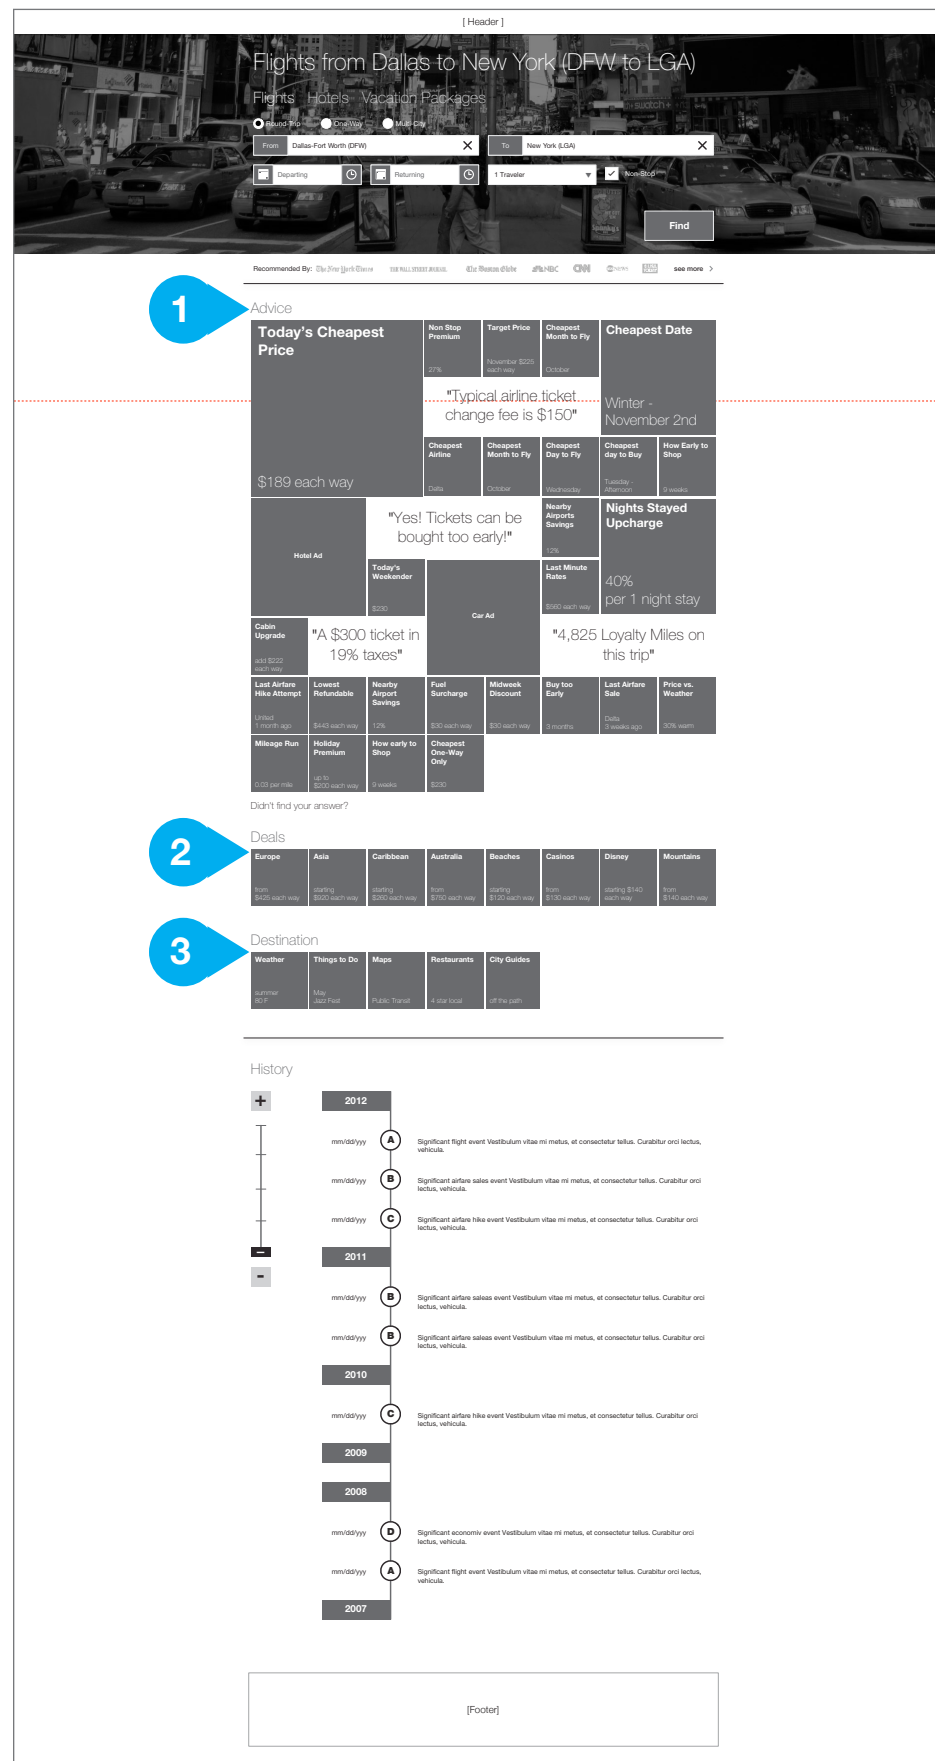 [ Header ]
Flights from Dallas to New York (DFW to LGA)
Flights Hotels Vacation Packages
Round-Trip One-Way Multi-City
From Dallas-Fort Worth (DFW) To New York (LGA)
Departing Returning 1 Traveler Non-Stop
Find
Recommended By: The New York Times THE WALL STREET JOURNAL The Boston Globe NBC CNN see more >
1
Advice
Today's Cheapest
Price
$189 each way
Non Stop
Premium
27%
Target Price
November $225
each way
Cheapest
Month to Fly
October
Cheapest Date
Winter -
November 2nd
"Typical airline ticket
change fee is $150"
Cheapest
Airline
Delta
Cheapest
Month to Fly
October
Cheapest
Day to Fly
Wednesday
Cheapest
day to Buy
Tuesday -
Afternoon
How Early to
Shop
9 weeks
Hotel Ad
"Yes! Tickets can be
bought too early!"
Nearby
Airports
Savings
12%
Nights Stayed
Upcharge
40%
per 1 night stay
Today's
Weekender
$230
Car Ad
Last Minute
Rates
$560 each way
Cabin
Upgrade
add $222
each way
"A $300 ticket in
19% taxes"
"4,825 Loyalty Miles on
this trip"
Last Airfare
Hike Attempt
United
1 month ago
Lowest
Refundable
$443 each way
Nearby
Airport
Savings
12%
Fuel
Surcharge
$30 each way
Midweek
Discount
$30 each way
Buy too
Early
3 months
Last Airfare
Sale
Delta
3 weeks ago
Price vs.
Weather
30% warm
Mileage Run
0.03 per mile
Holiday
Premium
up to
$200 each way
How early to
Shop
9 weeks
Cheapest
One-Way
Only
$230
Didn't find your answer?
2
Deals
Europe
from
$425 each way
Asia
starting
$920 each way
Caribbean
starting
$260 each way
Australia
from
$750 each way
Beaches
starting
$120 each way
Casinos
from
$130 each way
Disney
starting $140
each way
Mountains
from
$140 each way
3
Destination
Weather
summer
80 F
Things to Do
May
Jazz Fest
Maps
Public Transit
Restaurants
4 star local
City Guides
off the path
History
+
2012
mm/dd/yyy A Significant flight event Vestibulum vitae mi metus, et consectetur tellus. Curabitur orci lectus,
vehicula.
mm/dd/yyy B Significant airfare sales event Vestibulum vitae mi metus, et consectetur tellus. Curabitur orci
lectus, vehicula.
mm/dd/yyy C Significant airfare hike event Vestibulum vitae mi metus, et consectetur tellus. Curabitur orci
lectus, vehicula.
2011
-
mm/dd/yyy B Significant airfare saleas event Vestibulum vitae mi metus, et consectetur tellus. Curabitur orci
lectus, vehicula.
mm/dd/yyy B Significant airfare saleas event Vestibulum vitae mi metus, et consectetur tellus. Curabitur orci
lectus, vehicula.
2010
mm/dd/yyy C Significant airfare hike event Vestibulum vitae mi metus, et consectetur tellus. Curabitur orci
lectus, vehicula.
2009
2008
mm/dd/yyy D Significant economiv event Vestibulum vitae mi metus, et consectetur tellus. Curabitur orci
lectus, vehicula.
mm/dd/yyy A Significant flight event Vestibulum vitae mi metus, et consectetur tellus. Curabitur orci lectus,
vehicula.
2007
[Footer]